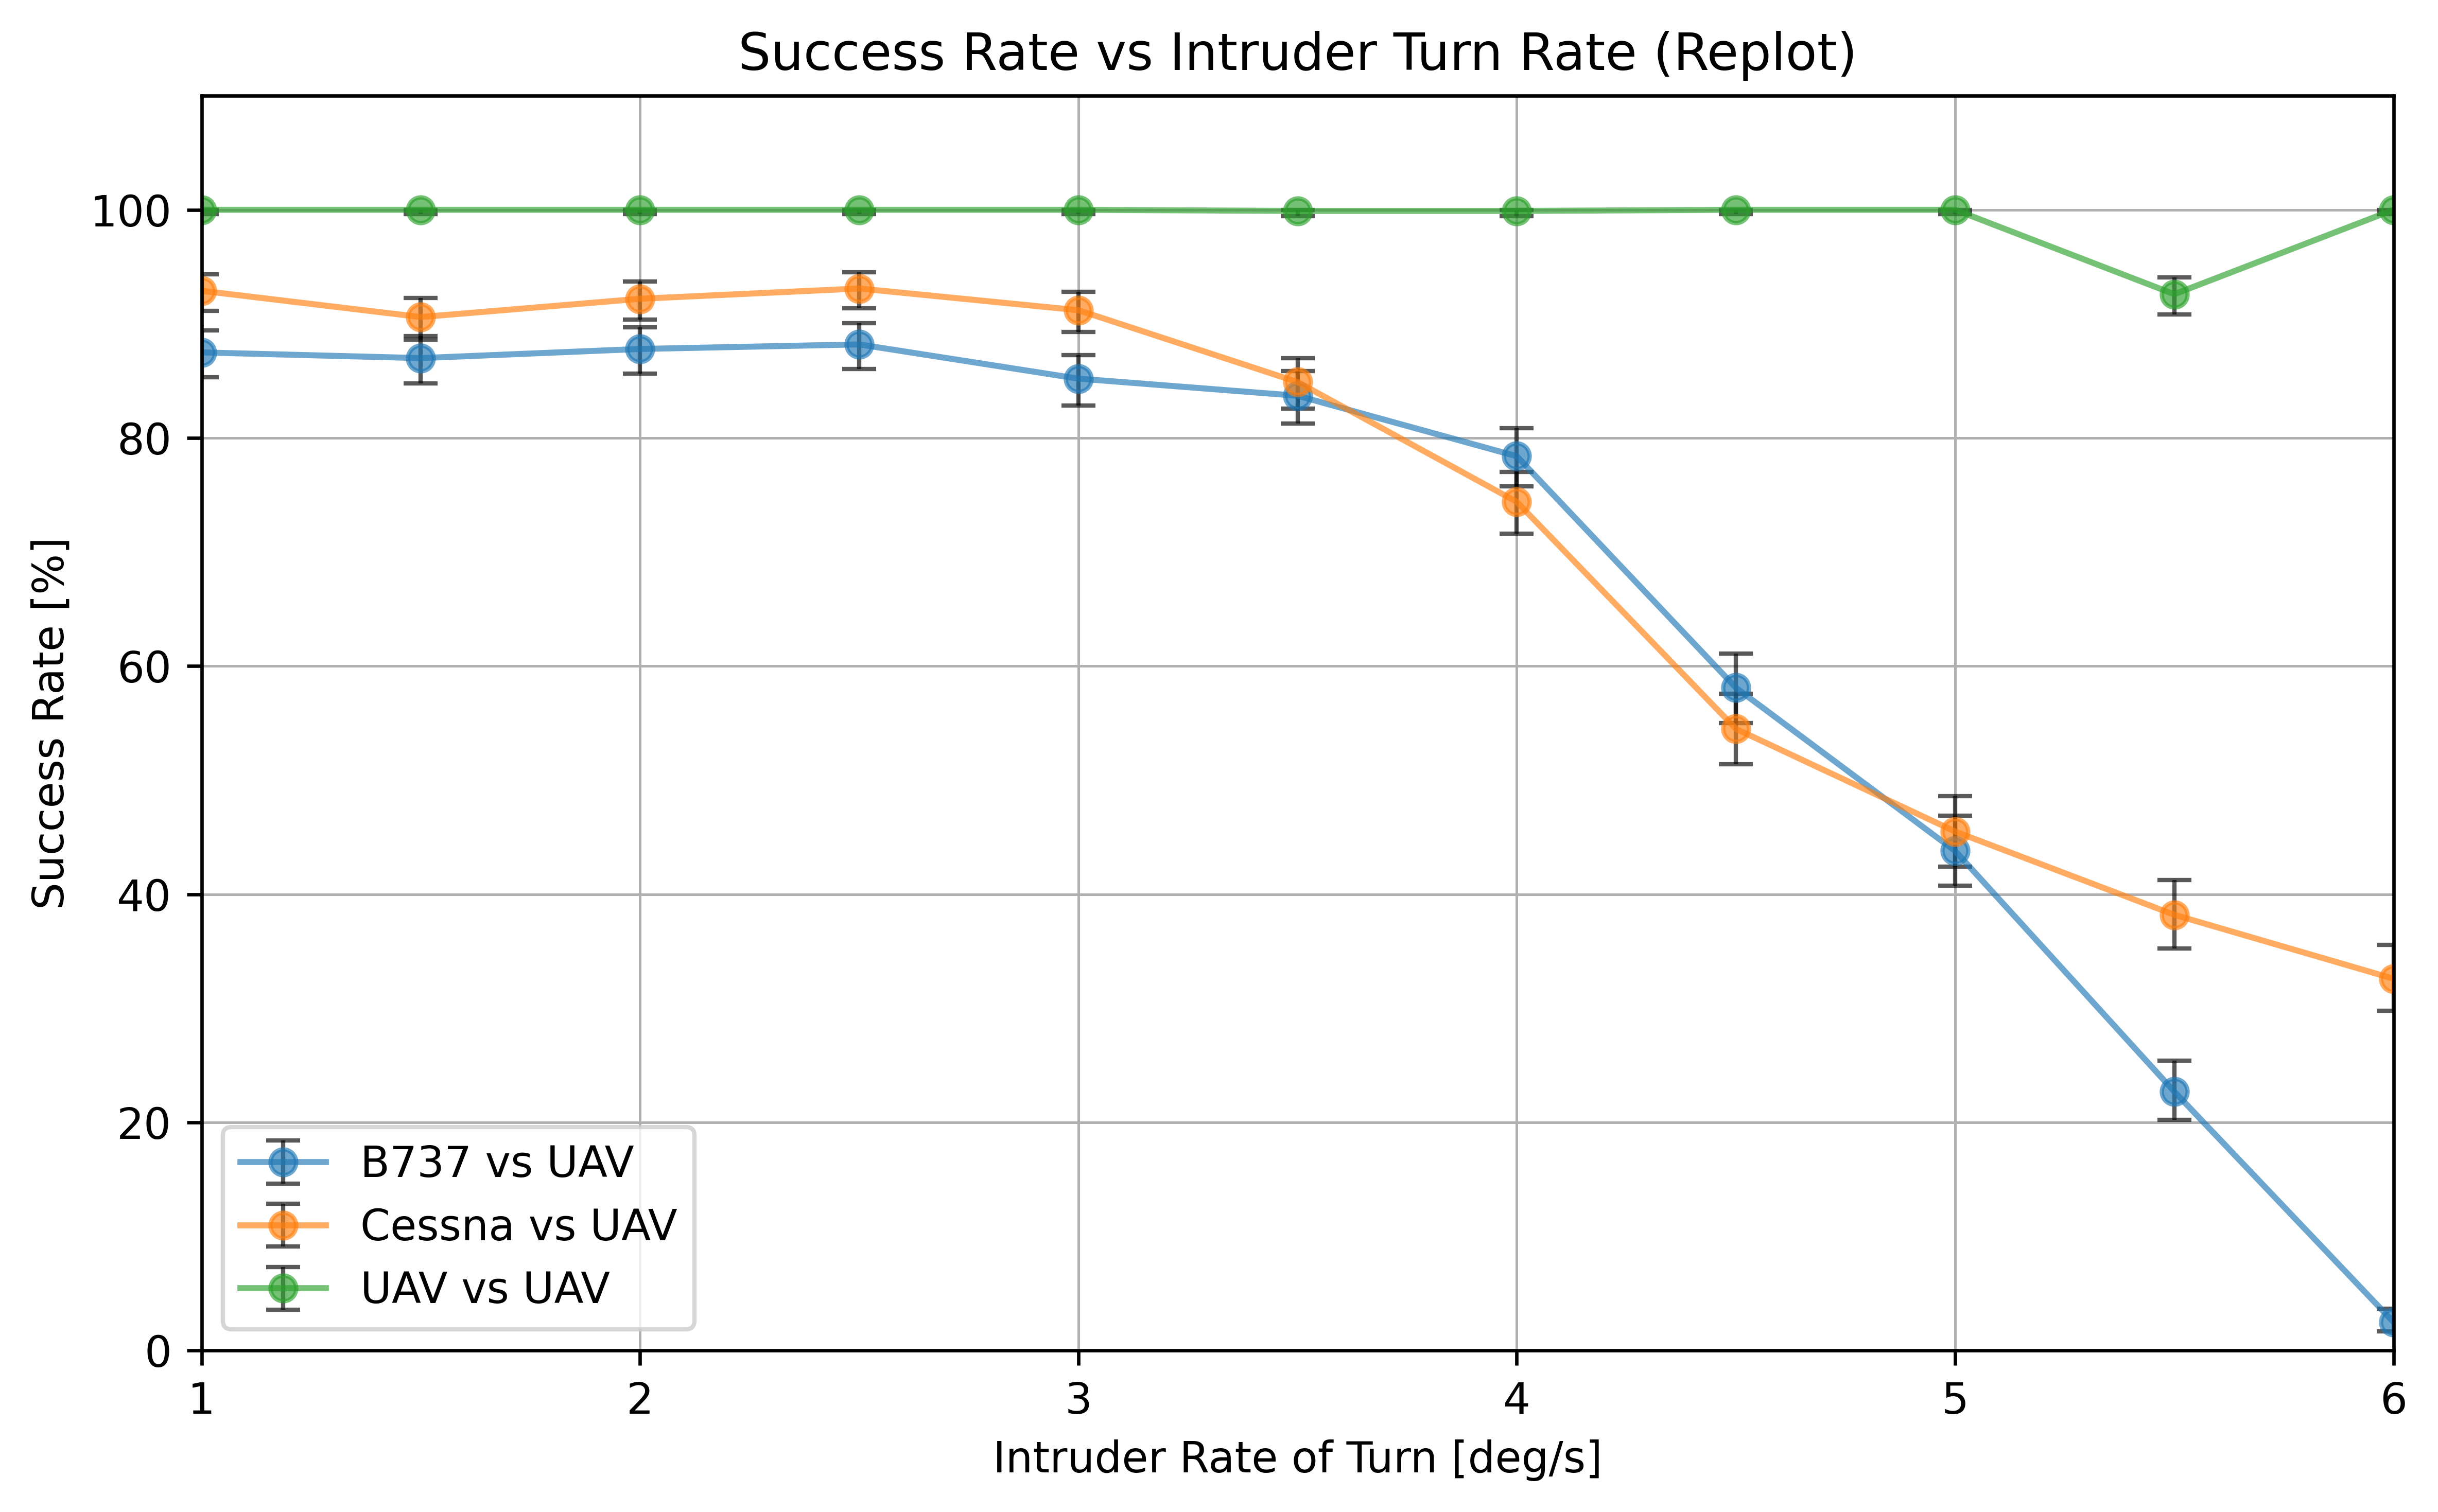 Success Rate vs Intruder Turn Rate (Replot)
Success Rate [%]
100
80
60
40
20
0
B737 vs UAV
Cessna vs UAV
UAV vs UAV
1 2 3 4 5 6
Intruder Rate of Turn [deg/s]